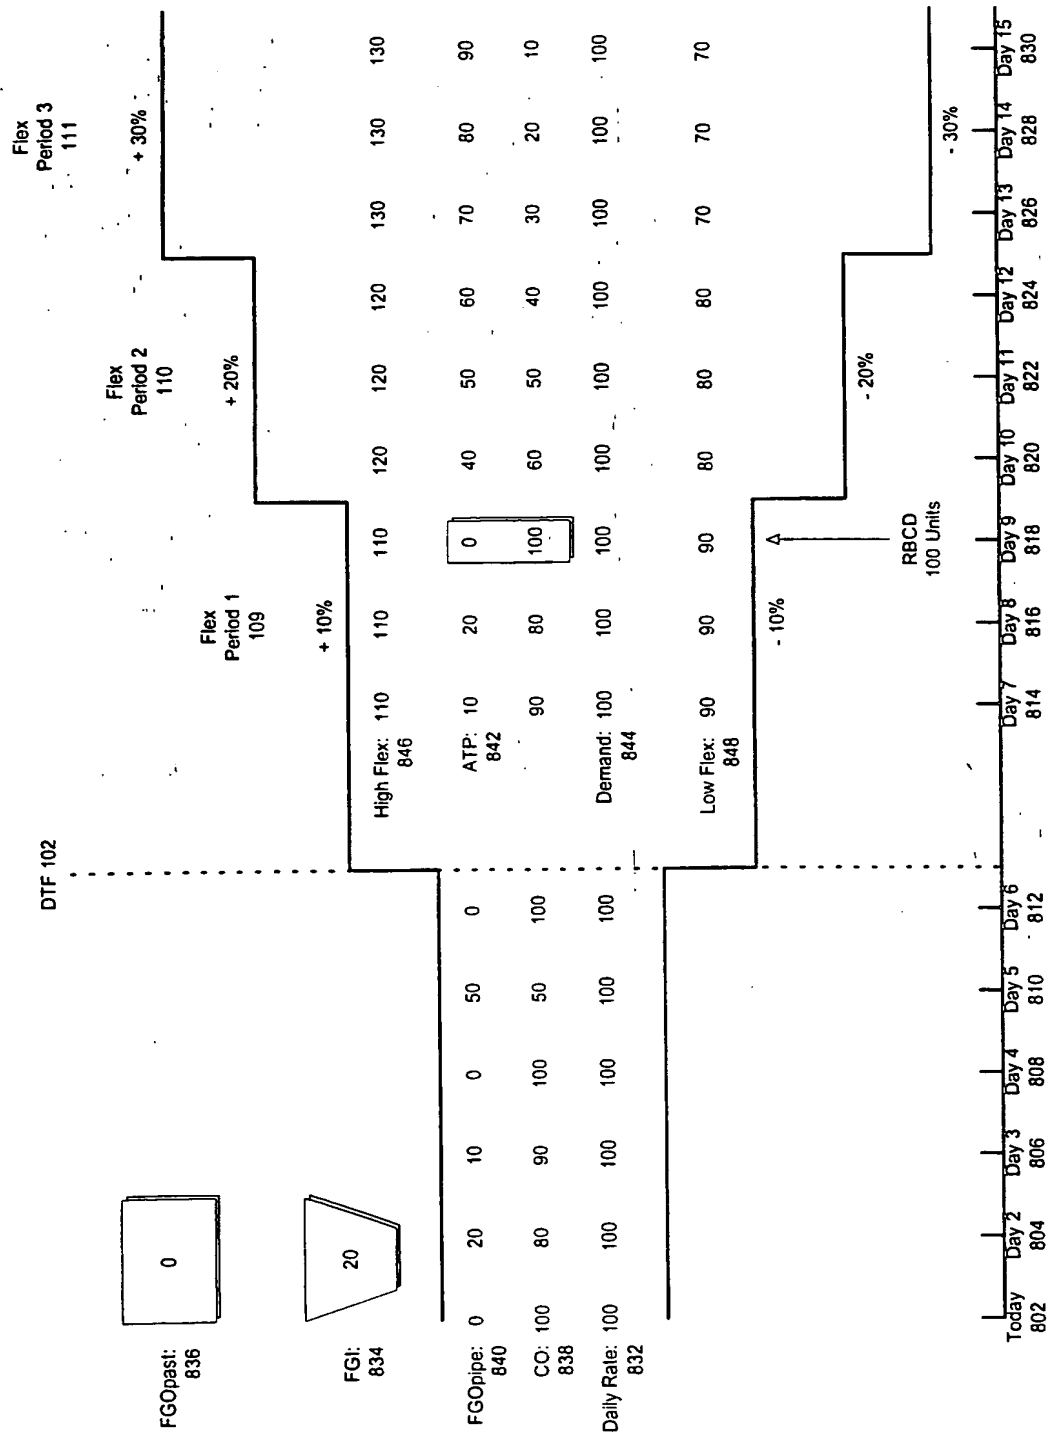 Flex
Period 3
111
+ 30%
Flex
Period 2
110
+ 20%
Flex
Period 1
109
+ 10%
DTF 102
FGOpast:
836
0
FGI:
834
20
High Flex: 110 110 110 120 120 120 130 130 130
846
FGOpipe: 0 20 10 0 50 0
840
ATP: 10 20 0 40 50 60 70 80 90
842
CO: 100 80 90 100 50 100 90 80 100 60 50 40 30 20 10
838
Daily Rate: 100 100 100 100 100 100
832
Demand: 100 100 100 100 100 100 100 100 100
844
Low Flex: 90 90 90 80 80 80 70 70 70
848
- 10%
- 20%
- 30%
RBCD
100 Units
Today Day 2 Day 3 Day 4 Day 5 Day 6 Day 7 Day 8 Day 9 Day 10 Day 11 Day 12 Day 13 Day 14 Day 15
802 804 806 808 810 812 814 816 818 820 822 824 826 828 830